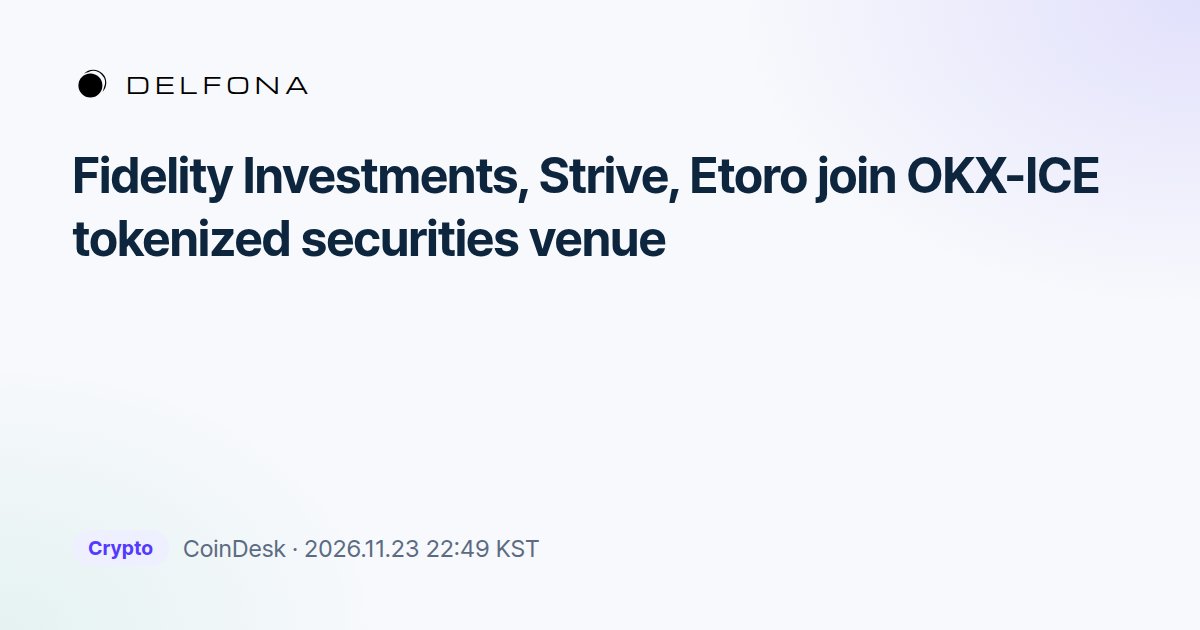 DELFONA
Fidelity Investments, Strive, Etoro join OKX-ICE
tokenized securities venue
Crypto CoinDesk · 2026.11.23 22:49 KST